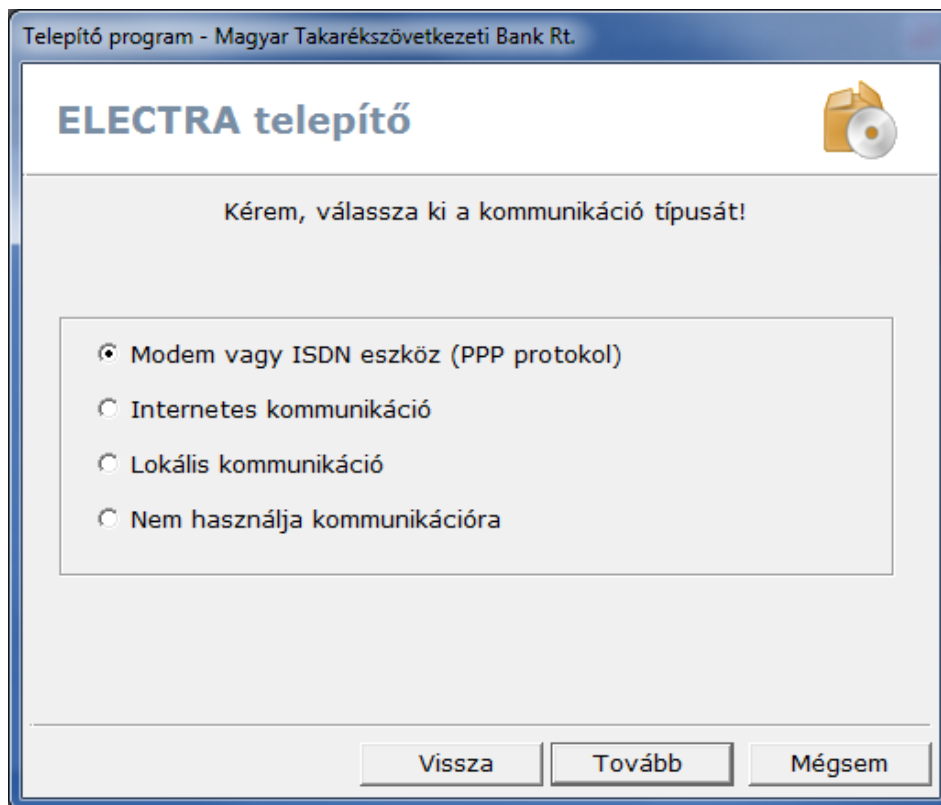 Telepítő program - Magyar Takarékszövetkezeti Bank Rt.
ELECTRA telepítő
Kérem, válassza ki a kommunikáció típusát!
Modem vagy ISDN eszköz (PPP protokol)
Internetes kommunikáció
Lokális kommunikáció
Nem használja kommunikációra
Vissza Tovább Mégsem